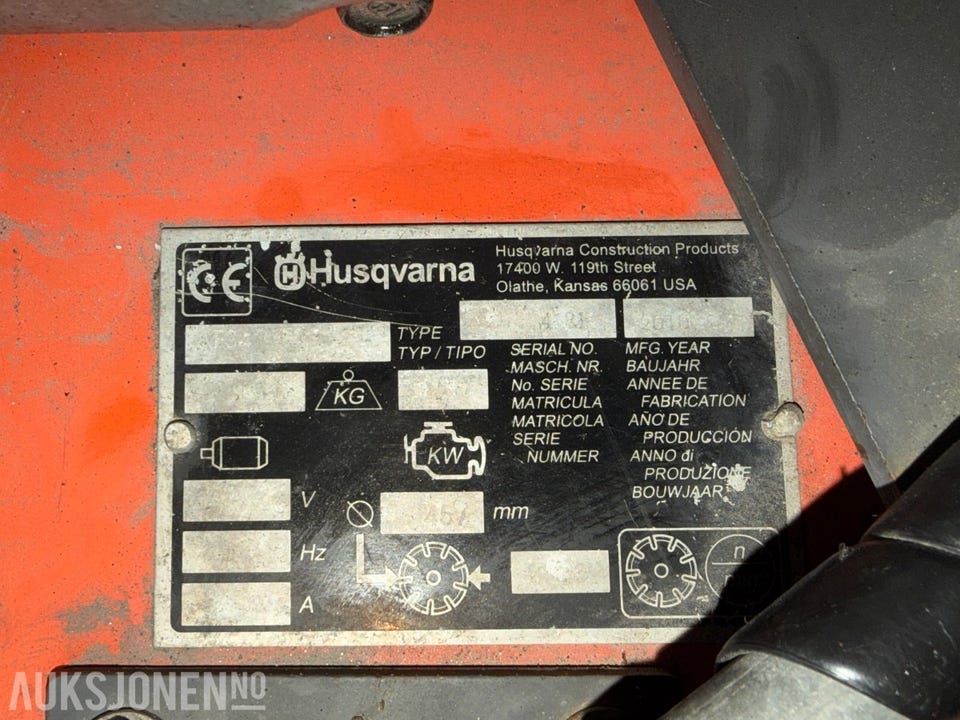 CE Husqvarna
Husqvarna Construction Products
17400 W. 119th Street
Olathe, Kansas 66061 USA
TYPE
TYP / TIPO
SERIAL NO.
MASCH. NR.
No. SERIE
MATRICULA
MATRICOLA
SERIE
NUMMER
MFG. YEAR
BAUJAHR
ANNEE DE
FABRICATION
AÑO DE
PRODUCCIÓN
ANNO di
PRODUZIONE
BOUWJAAR
KG
KW
V
Hz
A
Ø
mm
n
AUKSJONEN.NO